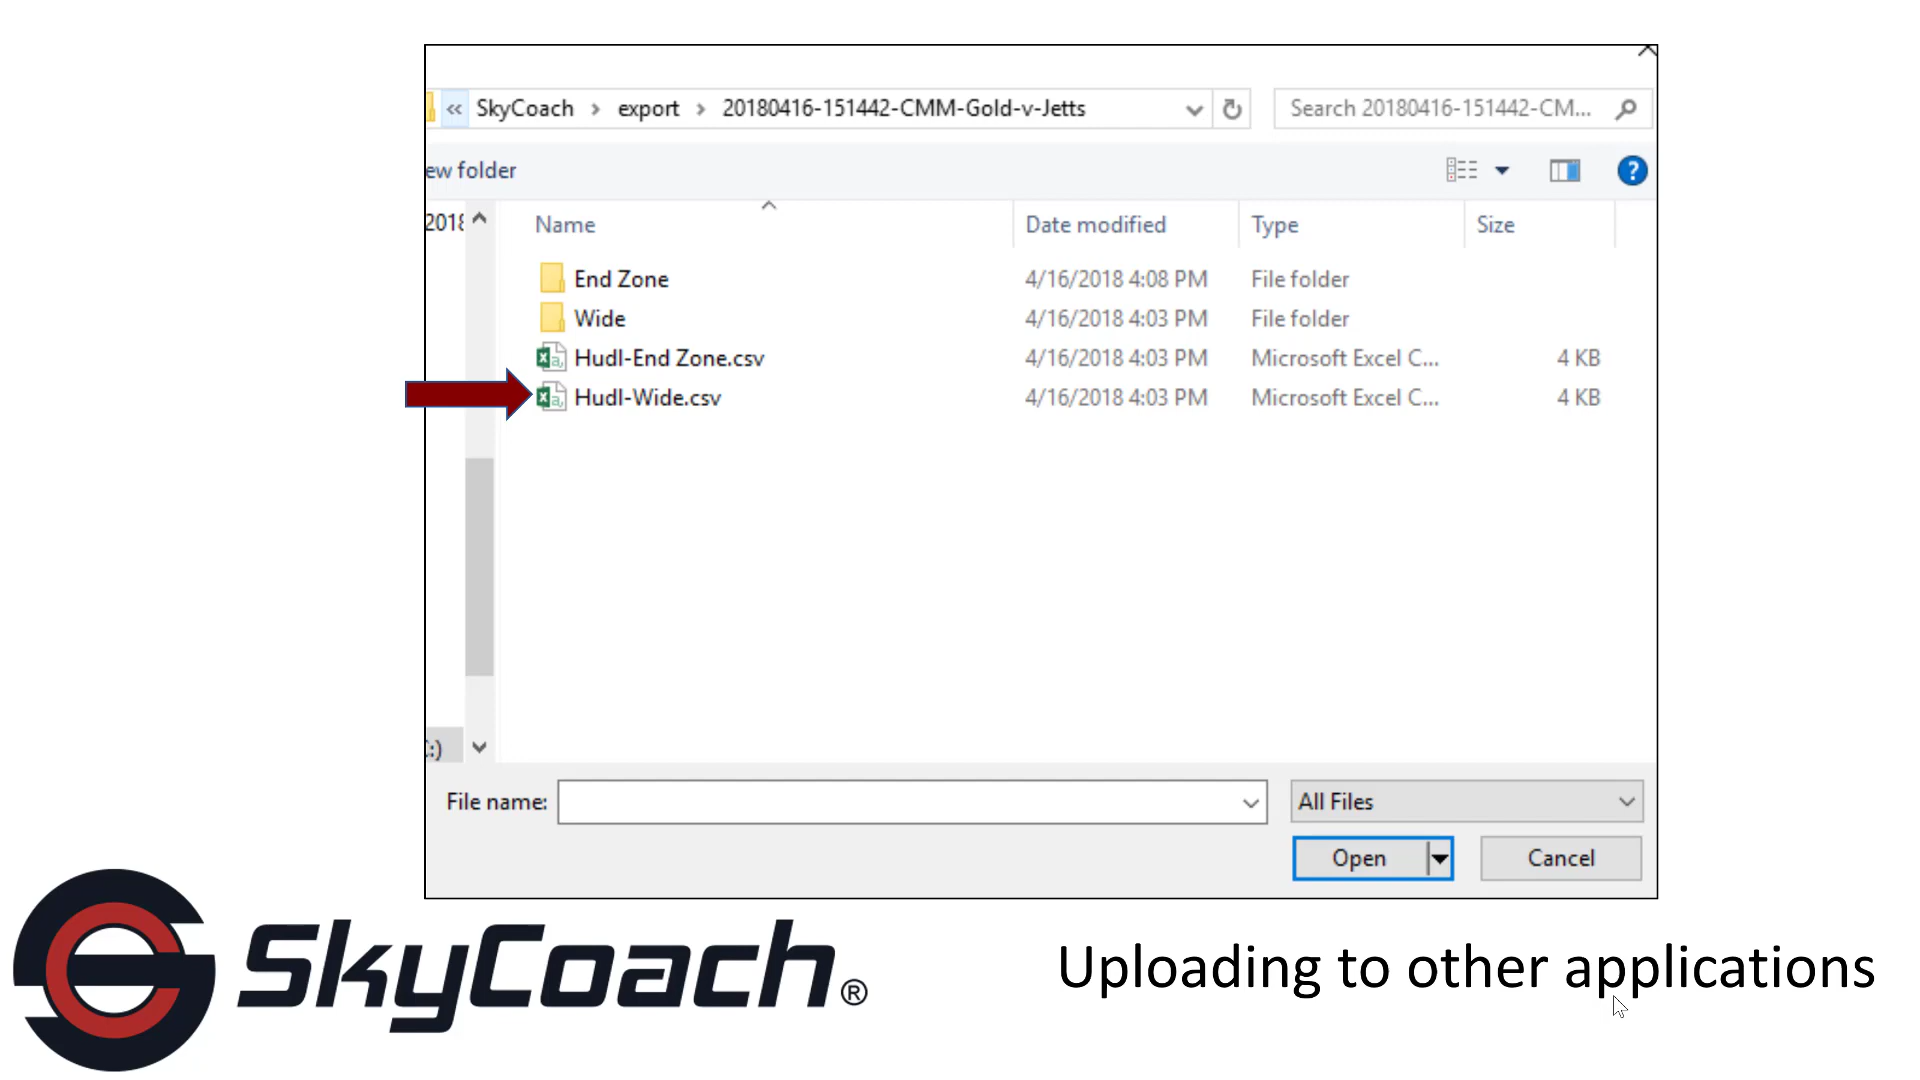 « SkyCoach > export > 20180416-151442-CMM-Gold-v-Jetts
Search 20180416-151442-CM...
ew folder
?
2018
Name Date modified Type Size
End Zone 4/16/2018 4:08 PM File folder
Wide 4/16/2018 4:03 PM File folder
Hudl-End Zone.csv 4/16/2018 4:03 PM Microsoft Excel C... 4 KB
Hudl-Wide.csv 4/16/2018 4:03 PM Microsoft Excel C... 4 KB
:)
File name: All Files
Open Cancel
SkyCoach®
Uploading to other applications